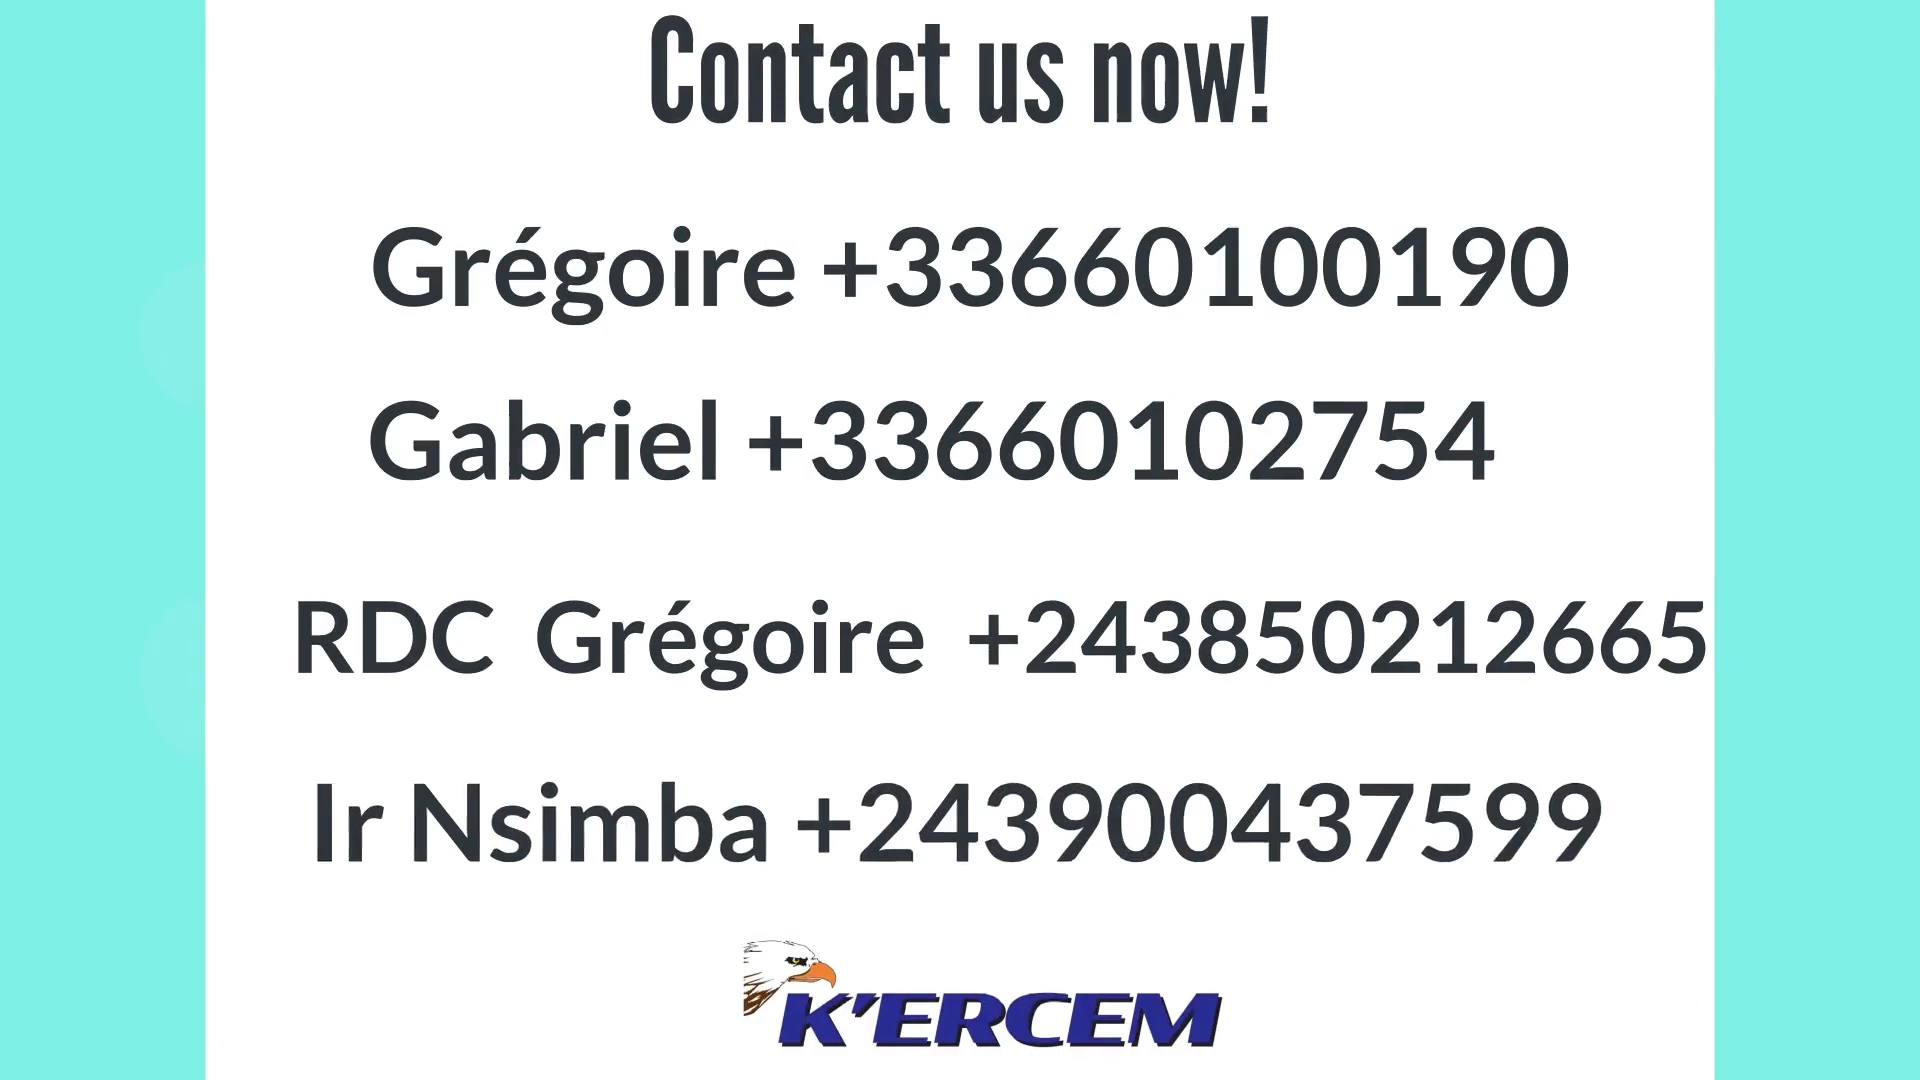 Contact us now!
Grégoire +33660100190
Gabriel +33660102754
RDC Grégoire +243850212665
Ir Nsimba +243900437599
K'ERCEM